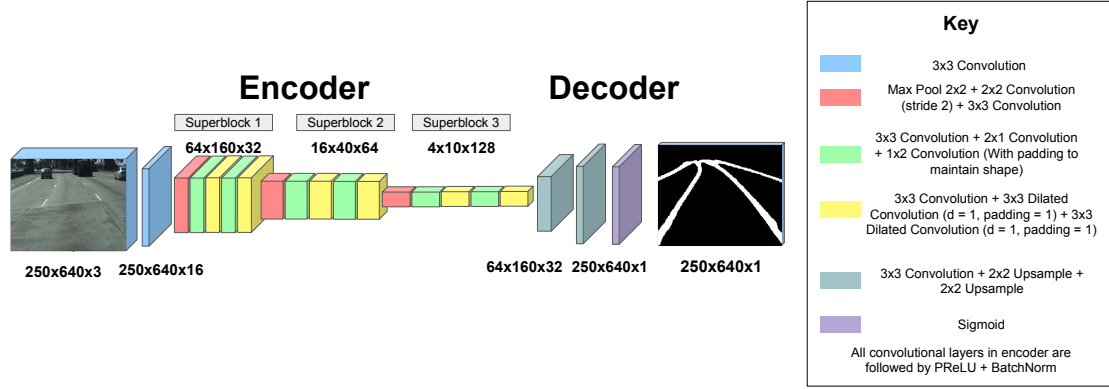 Encoder
Decoder
Superblock 1
Superblock 2
Superblock 3
64x160x32
16x40x64
4x10x128
250x640x3
250x640x16
64x160x32
250x640x1
250x640x1
Key
3x3 Convolution
Max Pool 2x2 + 2x2 Convolution
(stride 2) + 3x3 Convolution
3x3 Convolution + 2x1 Convolution
+ 1x2 Convolution (With padding to
maintain shape)
3x3 Convolution + 3x3 Dilated
Convolution (d = 1, padding = 1) + 3x3
Dilated Convolution (d = 1, padding = 1)
3x3 Convolution + 2x2 Upsample +
2x2 Upsample
Sigmoid
All convolutional layers in encoder are
followed by PReLU + BatchNorm